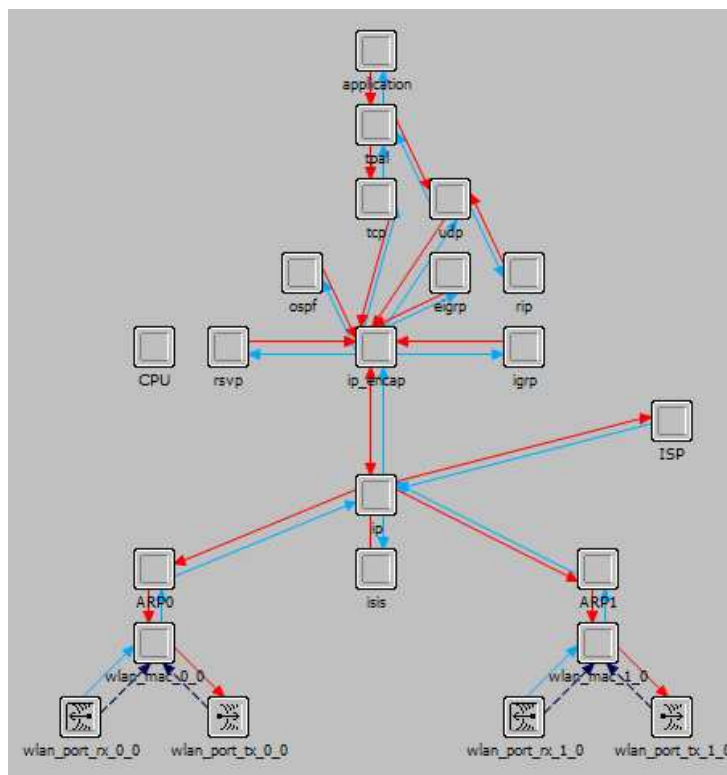 application
tpal
tcp
udp
ospf
eigrp
rip
CPU
rsvp
ip_encap
igrp
ISP
ip
ARP0
isis
ARP1
wlan_mac_0_0
wlan_mac_1_0
wlan_port_rx_0_0
wlan_port_tx_0_0
wlan_port_rx_1_0
wlan_port_tx_1_0